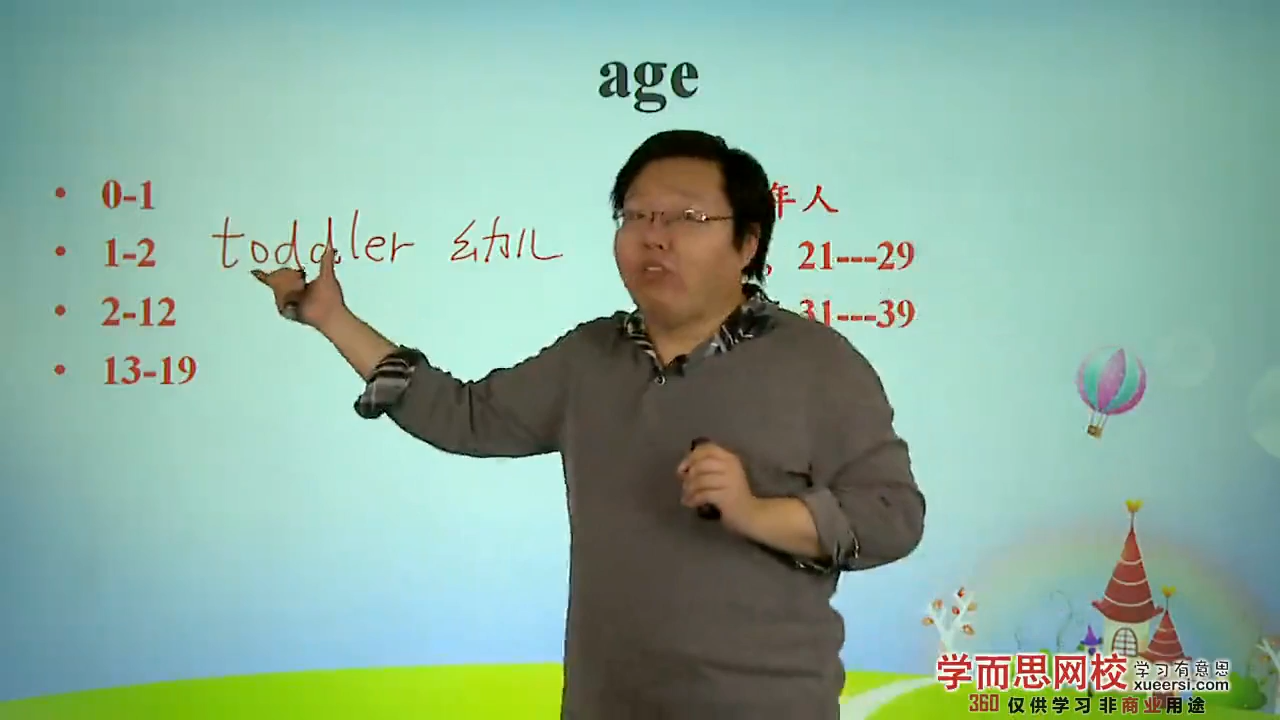 age
0-1
1-2 toddler 幼儿
2-12
13-19
年人
，21---29
31---39
学而思网校 学习有意思
xueersi.com
360 仅供学习 非商业用途